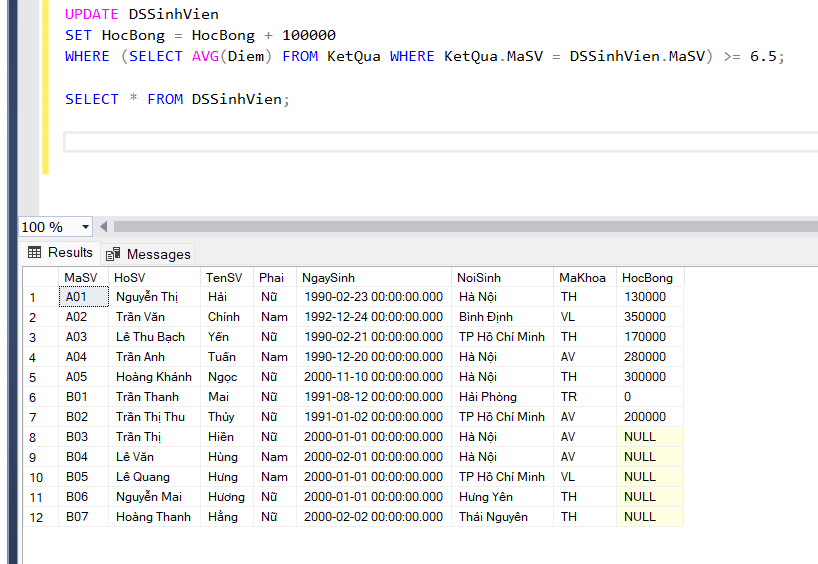 UPDATE DSSinhVien
SET HocBong = HocBong + 100000
WHERE (SELECT AVG(Diem) FROM KetQua WHERE KetQua.MaSV = DSSinhVien.MaSV) >= 6.5;
SELECT * FROM DSSinhVien;
100 %
Results Messages
MaSV HoSV TenSV Phai NgaySinh NoiSinh MaKhoa HocBong
1 A01 Nguyễn Thị Hải Nữ 1990-02-23 00:00:00.000 Hà Nội TH 130000
2 A02 Trần Văn Chính Nam 1992-12-24 00:00:00.000 Bình Định VL 350000
3 A03 Lê Thu Bạch Yến Nữ 1990-02-21 00:00:00.000 TP Hồ Chí Minh TH 170000
4 A04 Trần Anh Tuấn Nam 1990-12-20 00:00:00.000 Hà Nội AV 280000
5 A05 Hoàng Khánh Ngọc Nữ 2000-11-10 00:00:00.000 Hà Nội TH 300000
6 B01 Trần Thanh Mai Nữ 1991-08-12 00:00:00.000 Hải Phòng TR 0
7 B02 Trần Thị Thu Thủy Nữ 1991-01-02 00:00:00.000 TP Hồ Chí Minh AV 200000
8 B03 Trần Thị Hiền Nữ 2000-01-01 00:00:00.000 Hà Nội AV NULL
9 B04 Lê Văn Hùng Nam 2000-02-01 00:00:00.000 Hà Nội AV NULL
10 B05 Lê Quang Hưng Nam 2000-01-01 00:00:00.000 TP Hồ Chí Minh VL NULL
11 B06 Nguyễn Mai Hương Nữ 2000-01-01 00:00:00.000 Hưng Yên TH NULL
12 B07 Hoàng Thanh Hằng Nữ 2000-02-02 00:00:00.000 Thái Nguyên TH NULL